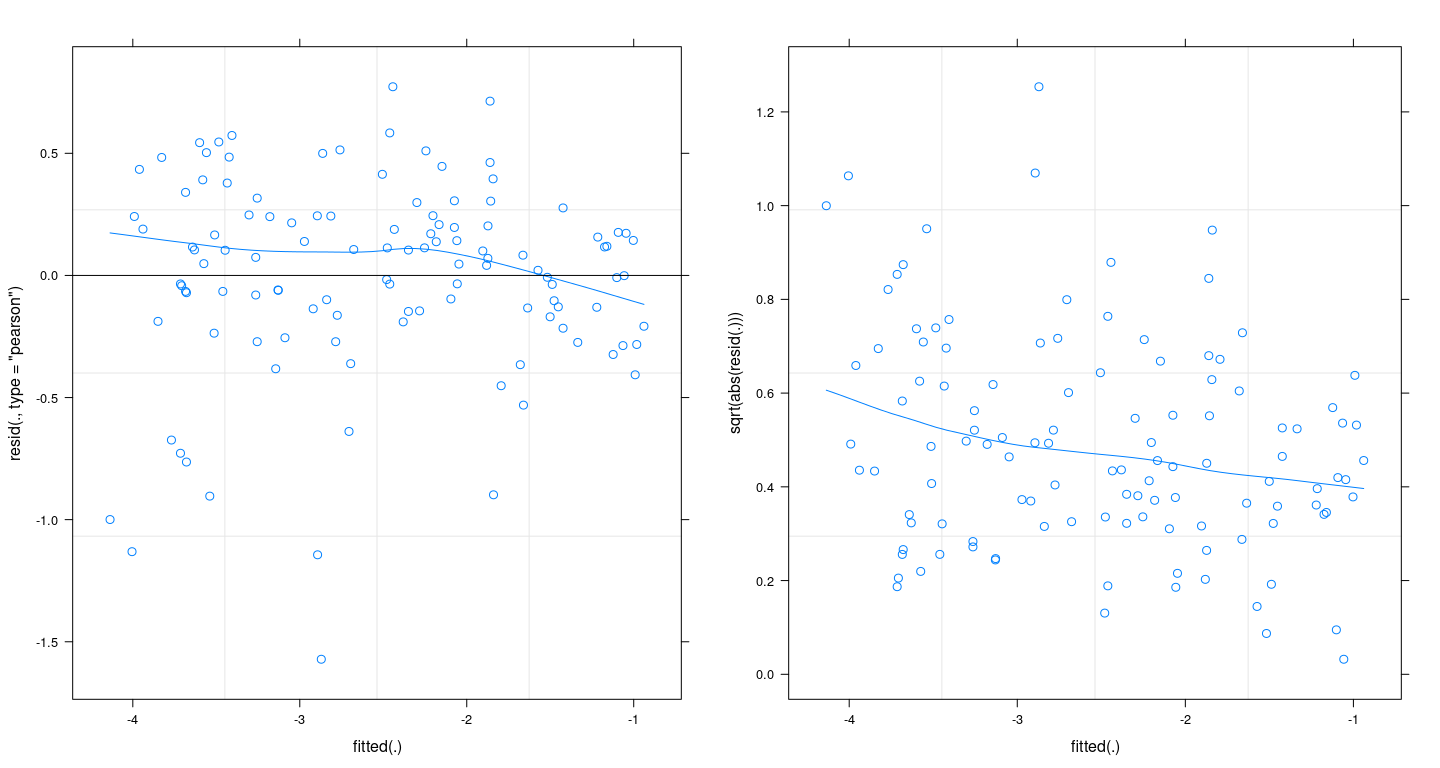 0.5
0.0
-0.5
-1.0
-1.5
resid(., type = "pearson")
-4 -3 -2 -1
fitted(.)
1.2
1.0
0.8
0.6
0.4
0.2
0.0
sqrt(abs(resid(.)))
-4 -3 -2 -1
fitted(.)